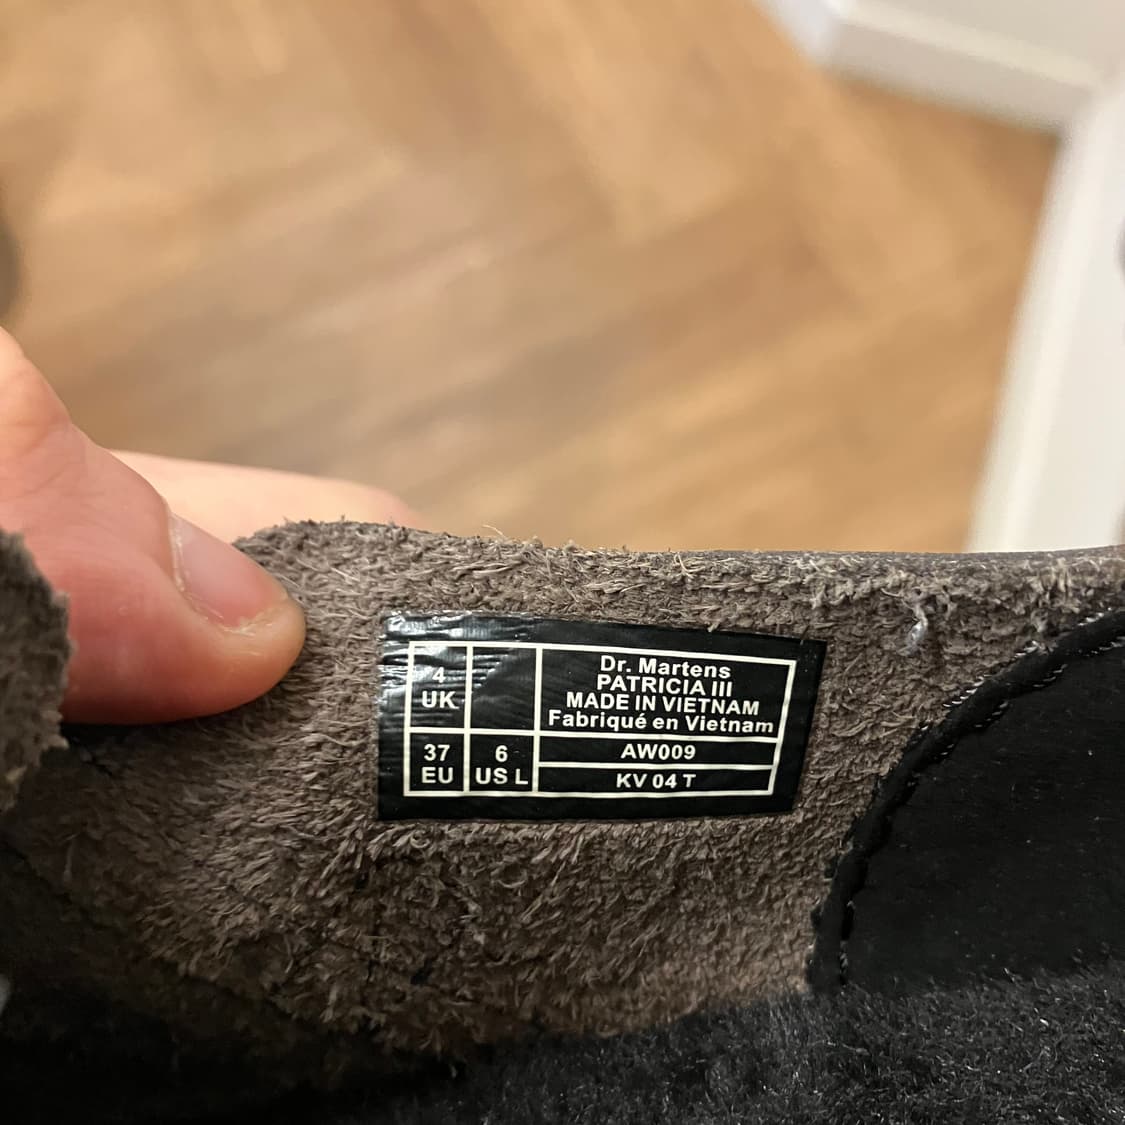 4
UK
37
EU
6
US L
Dr. Martens
PATRICIA III
MADE IN VIETNAM
Fabriqué en Vietnam
AW009
KV 04 T